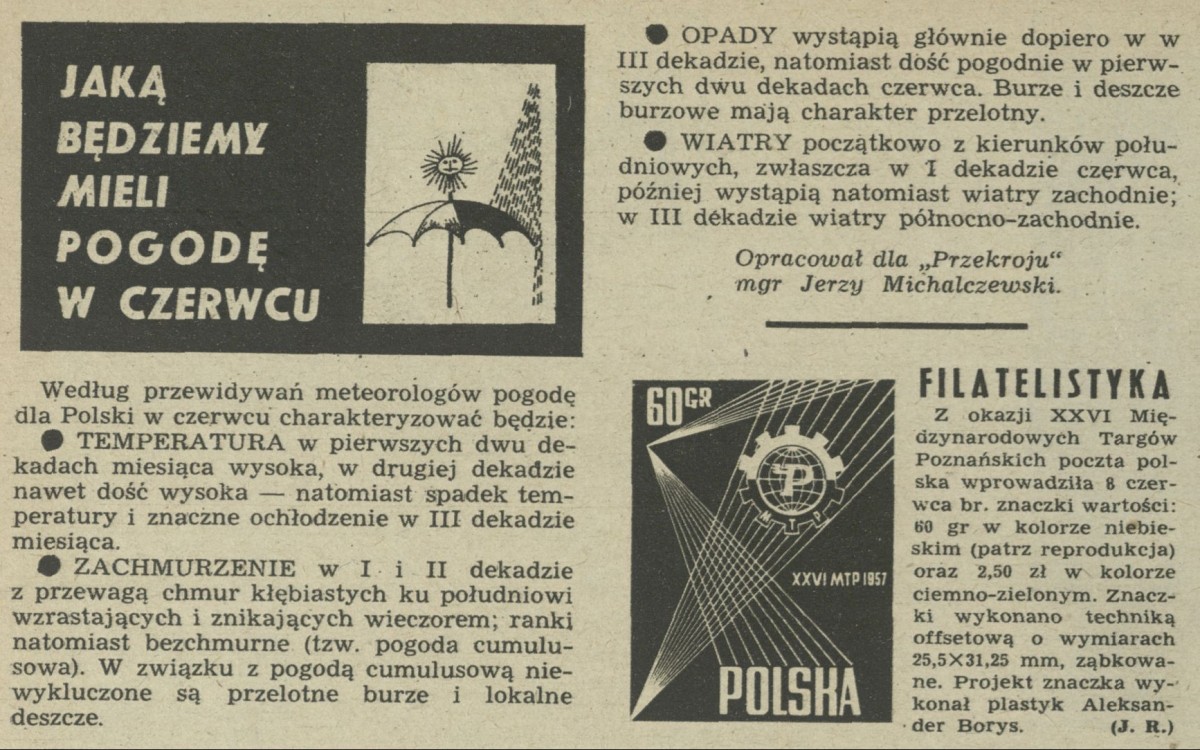 JAKĄ
BĘDZIEMY
MIELI
POGODĘ
W CZERWCU
Według przewidywań meteorologów pogodę
dla Polski w czerwcu charakteryzować będzie:
● TEMPERATURA w pierwszych dwu de-
kadach miesiąca wysoka, w drugiej dekadzie
nawet dość wysoka — natomiast spadek tem-
peratury i znaczne ochłodzenie w III dekadzie
miesiąca.
● ZACHMURZENIE w I i II dekadzie
z przewagą chmur kłębiastych ku południowi
wzrastających i znikających wieczorem; ranki
natomiast bezchmurne (tzw. pogoda cumulu-
sowa). W związku z pogodą cumulusową nie-
wykluczone są przelotne burze i lokalne
deszcze.
● OPADY wystąpią głównie dopiero w w
III dekadzie, natomiast dość pogodnie w pierw-
szych dwu dekadach czerwca. Burze i deszcze
burzowe mają charakter przelotny.
● WIATRY początkowo z kierunków połu-
dniowych, zwłaszcza w I dekadzie czerwca,
później wystąpią natomiast wiatry zachodnie;
w III dekadzie wiatry północno-zachodnie.
Opracował dla „Przekroju“
mgr Jerzy Michalczewski.
60 GR
P
MTP
XXVI MTP 1957
POLSKA
FILATELISTYKA
Z okazji XXVI Mię-
dzynarodowych Targów
Poznańskich poczta pol-
ska wprowadziła 8 czer-
wca br. znaczki wartości:
60 gr w kolorze niebie-
skim (patrz reprodukcja)
oraz 2,50 zł w kolorze
ciemno-zielonym. Znacz-
ki wykonano techniką
offsetową o wymiarach
25,5×31,25 mm, ząbkowa-
ne. Projekt znaczka wy-
konał plastyk Aleksan-
der Borys. (J. R.)